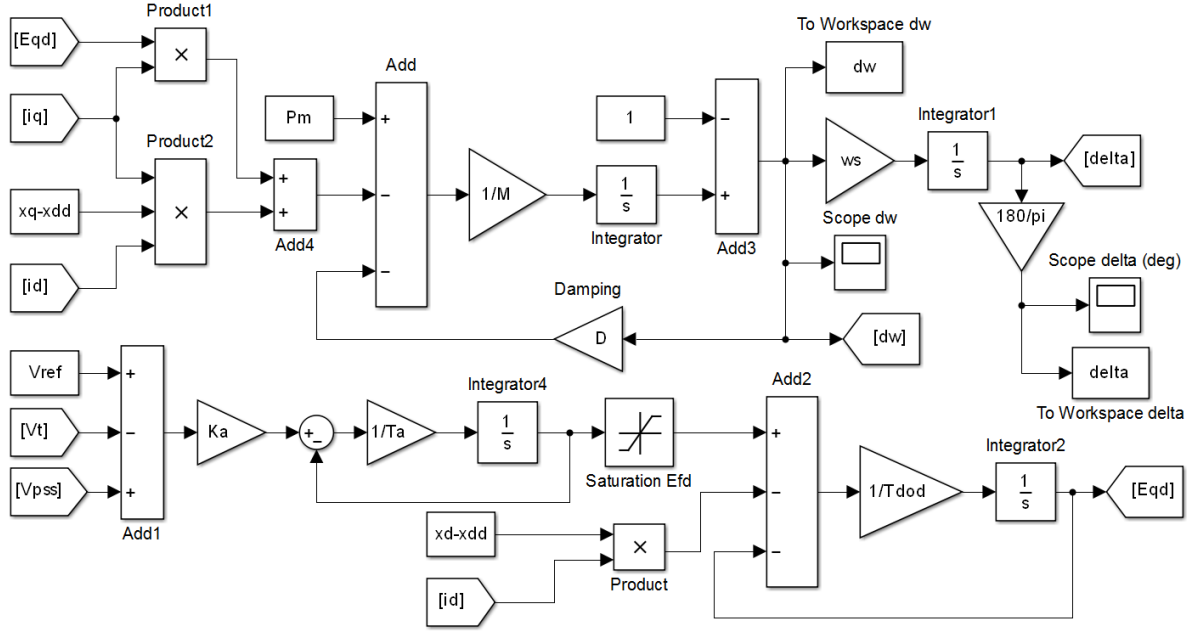 Product1
To Workspace dw
[Eqd]
×
Add
dw
[iq]
Pm
+
1
−
Integrator1
Product2
ws
1
s
[delta]
xq-xdd
×
+
+
−
1/M
1
s
+
180/pi
Scope dw
Add4
Integrator
Add3
[id]
−
Scope delta (deg)
Damping
D
[dw]
Vref
+
delta
Integrator4
Add2
To Workspace delta
[Vt]
−
Ka
+
−
1/Ta
1
s
+
Integrator2
[Vpss]
+
Saturation Efd
−
1/Tdod
1
s
[Eqd]
Add1
xd-xdd
×
−
Product
[id]